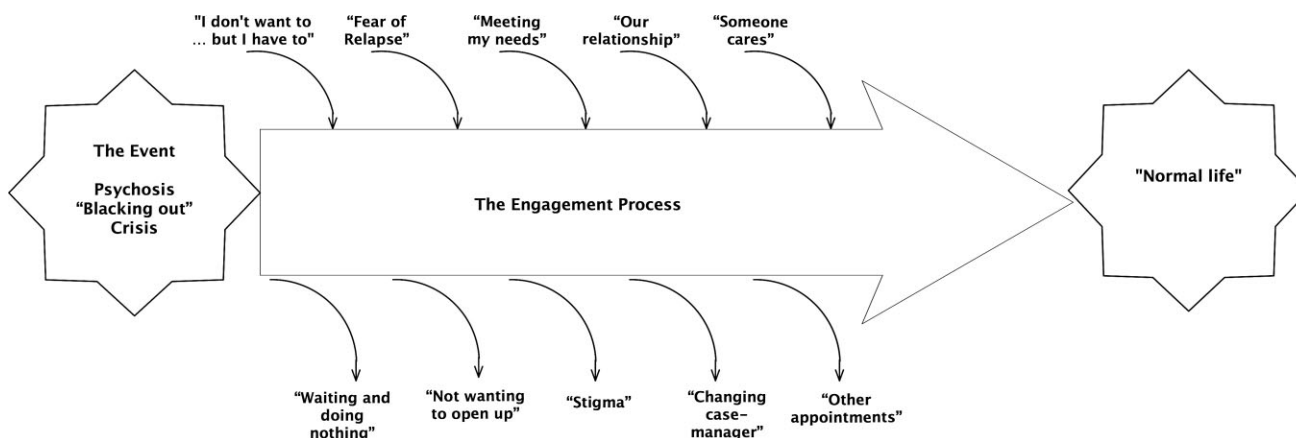 "I don't want to
... but I have to"
“Fear of
Relapse”
“Meeting
my needs”
“Our
relationship”
“Someone
cares”
The Event
Psychosis
“Blacking out”
Crisis
The Engagement Process
"Normal life"
“Waiting and
doing
nothing”
“Not wanting
to open up”
“Stigma”
“Changing
case-
manager”
“Other
appointments”